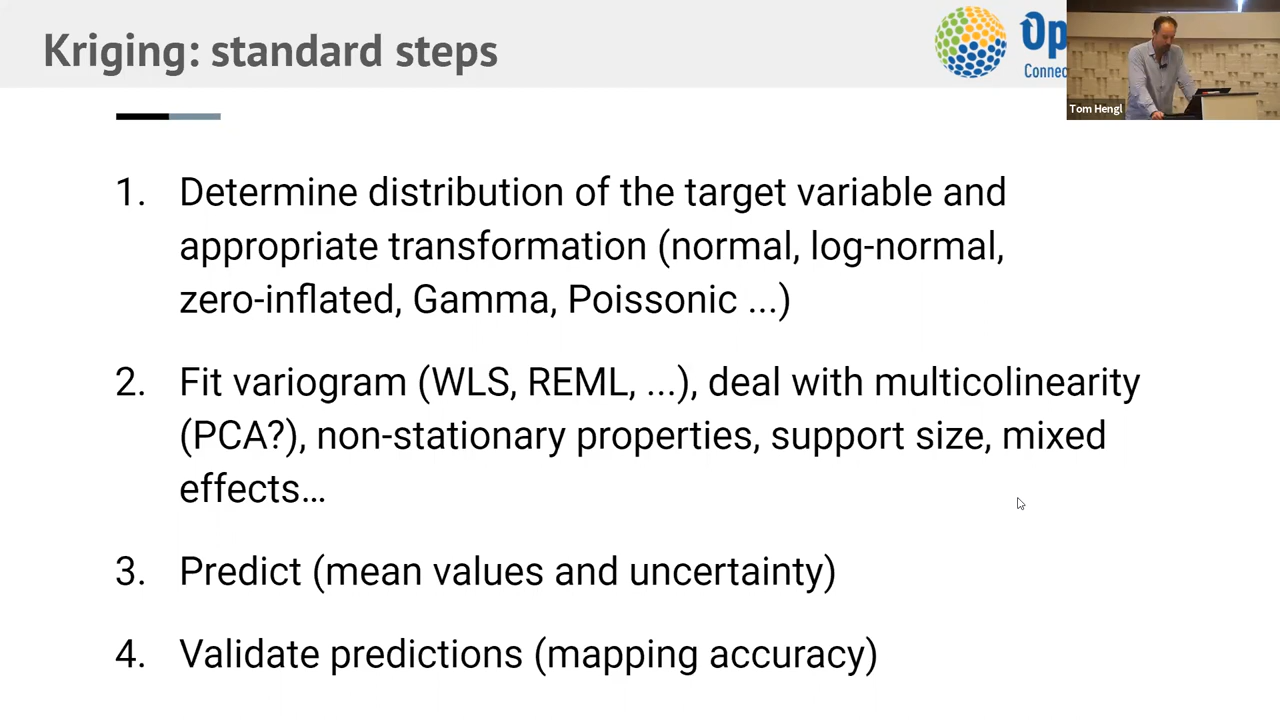 Kriging: standard steps
Op
Connec
Tom Hengl
1. Determine distribution of the target variable and
appropriate transformation (normal, log-normal,
zero-inflated, Gamma, Poissonic ...)
2. Fit variogram (WLS, REML, ...), deal with multicolinearity
(PCA?), non-stationary properties, support size, mixed
effects…
3. Predict (mean values and uncertainty)
4. Validate predictions (mapping accuracy)